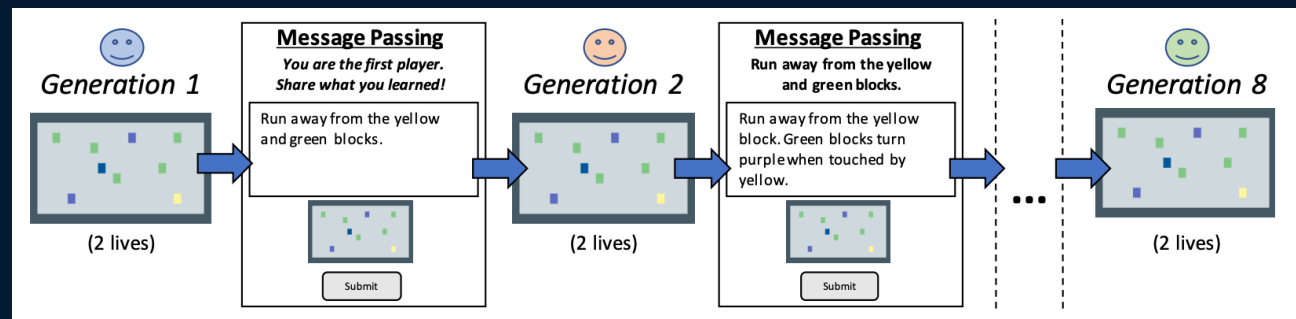 Generation 1
(2 lives)
Message Passing
You are the first player.
Share what you learned!
Run away from the yellow
and green blocks.
Submit
Generation 2
(2 lives)
Message Passing
Run away from the yellow
and green blocks.
Run away from the yellow
block. Green blocks turn
purple when touched by
yellow.
Submit
...
Generation 8
(2 lives)